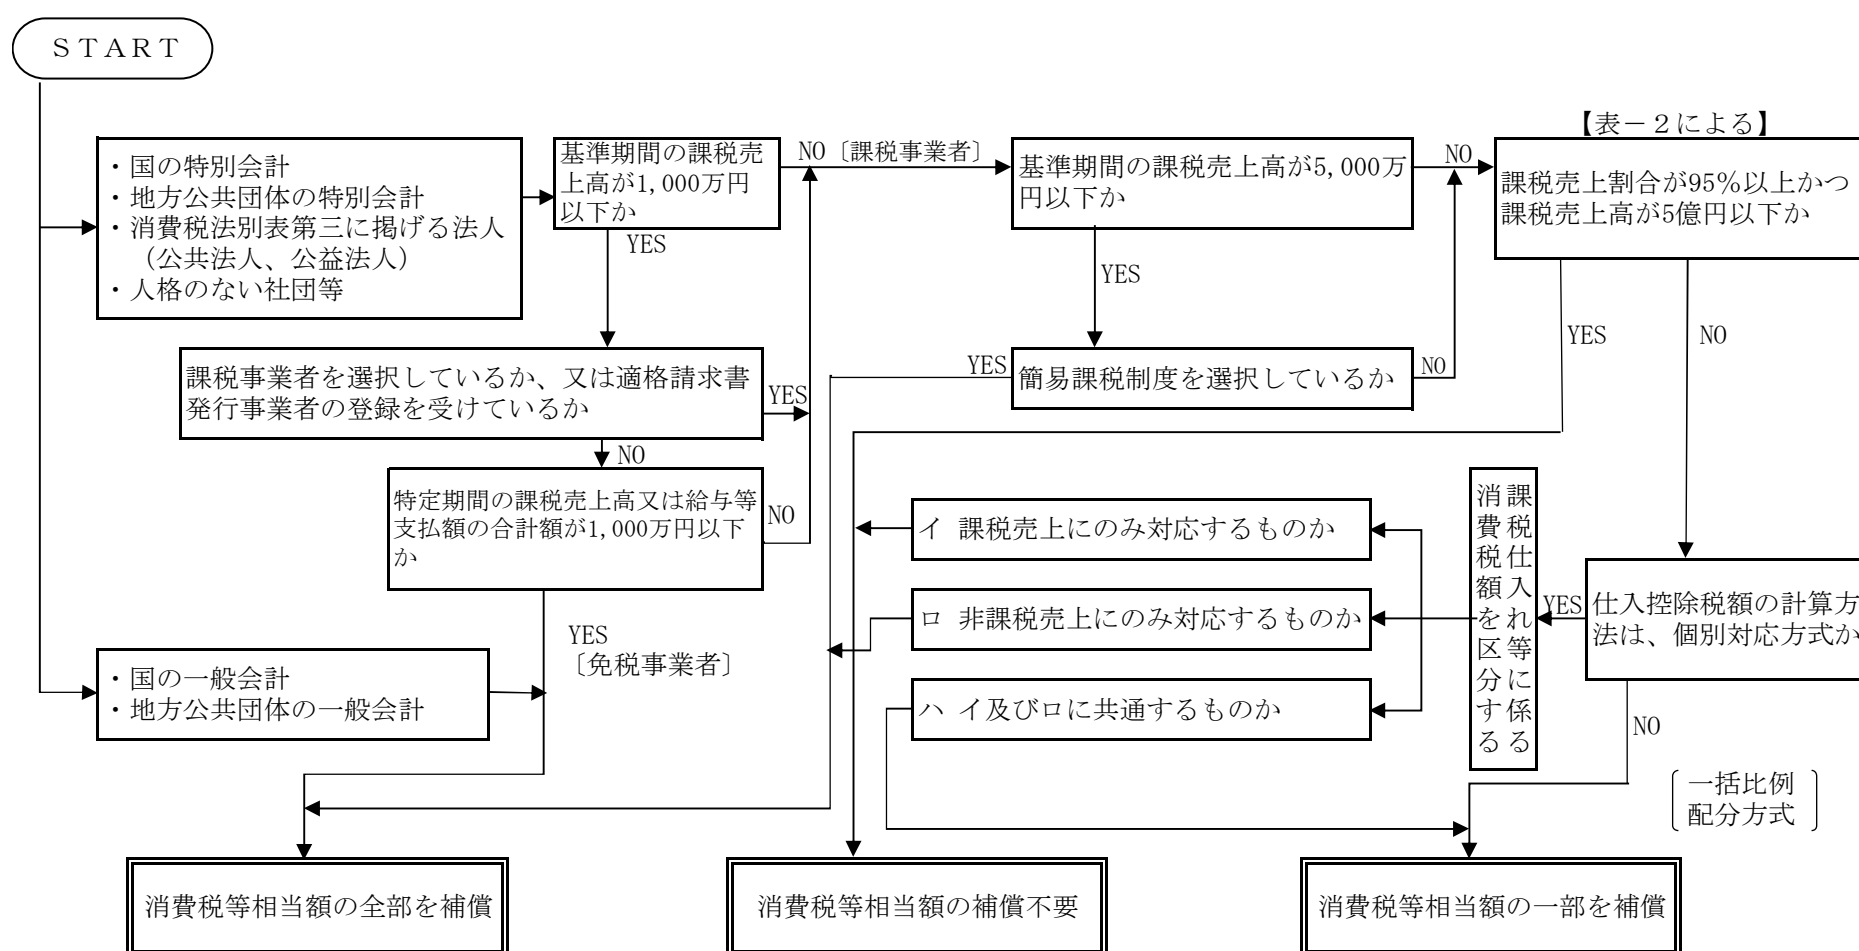 ＳＴＡＲＴ
・国の特別会計
・地方公共団体の特別会計
・消費税法別表第三に掲げる法人
（公共法人、公益法人）
・人格のない社団等
基準期間の課税売
上高が1,000万円
以下か
NO〔課税事業者〕
YES
基準期間の課税売上高が5,000万
円以下か
NO
YES
【表－２による】
課税売上割合が95％以上かつ
課税売上高が5億円以下か
YES
NO
課税事業者を選択しているか、又は適格請求書
発行事業者の登録を受けているか
YES
NO
YES
簡易課税制度を選択しているか
NO
特定期間の課税売上高又は給与等
支払額の合計額が1,000万円以下
か
NO
YES
〔免税事業者〕
イ 課税売上にのみ対応するものか
ロ 非課税売上にのみ対応するものか
ハ イ及びロに共通するものか
課税仕入れ等に係る
消費税額を区分する
YES
仕入控除税額の計算方
法は、個別対応方式か
NO
一括比例
配分方式
・国の一般会計
・地方公共団体の一般会計
消費税等相当額の全部を補償
消費税等相当額の補償不要
消費税等相当額の一部を補償